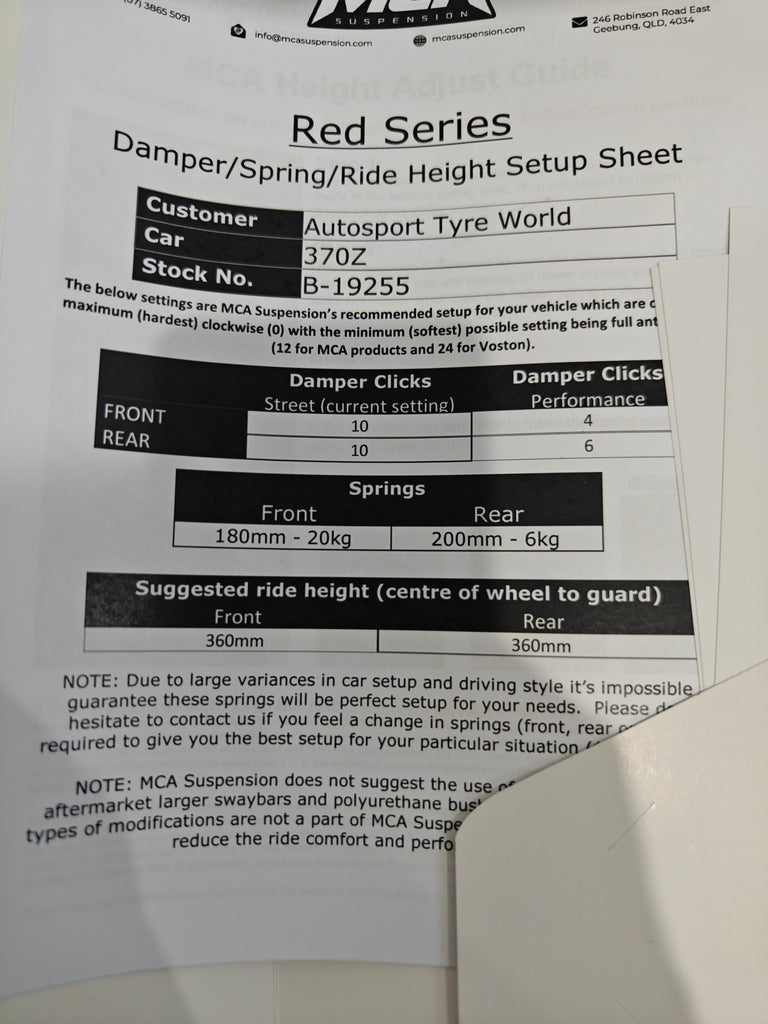 3865 5091
SUSPENSION
info@mcasuspension.com
mcasuspension.com
246 Robinson Road East
Geebung, QLD, 4034
MCA Height Adjust Guide
Red Series
Damper/Spring/Ride Height Setup Sheet
Customer Autosport Tyre World
Car 370Z
Stock No. B-19255
The below settings are MCA Suspension's recommended setup for your vehicle which are
maximum (hardest) clockwise (0) with the minimum (softest) possible setting being full
(12 for MCA products and 24 for Voston).
Damper Clicks Damper Clicks
Street (current setting) Performance
FRONT 10 4
REAR 10 6
Springs
Front Rear
180mm - 20kg 200mm - 6kg
Suggested ride height (centre of wheel to guard)
Front Rear
360mm 360mm
NOTE: Due to large variances in car setup and driving style it's impossible
guarantee these springs will be perfect setup for your needs. Please
hesitate to contact us if you feel a change in springs (front, rear
required to give you the best setup for your particular situation
NOTE: MCA Suspension does not suggest the use
aftermarket larger swaybars and polyurethane
types of modifications are not a part of MCA
reduce the ride comfort and